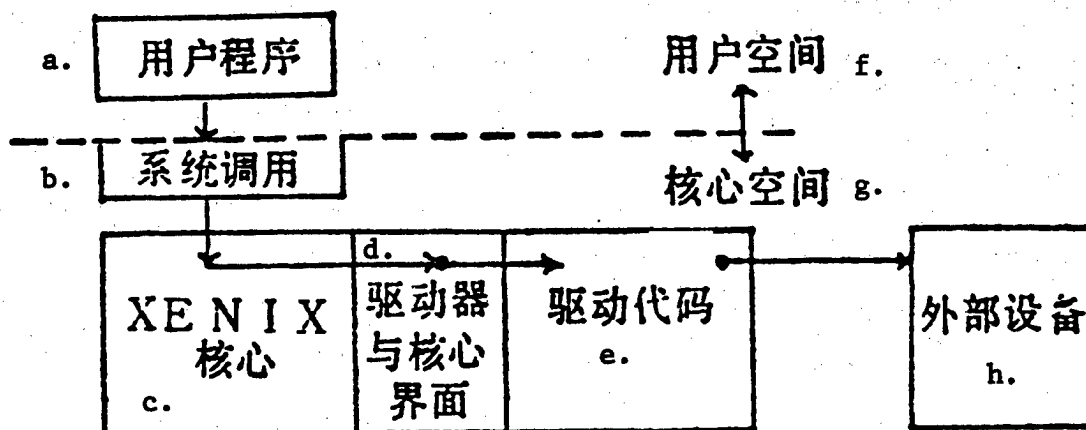 a. 用户程序
用户空间 f.
b. 系统调用
核心空间 g.
XENIX
核心
c.
d.
驱动器
与核心
界面
驱动代码
e.
外部设备
h.